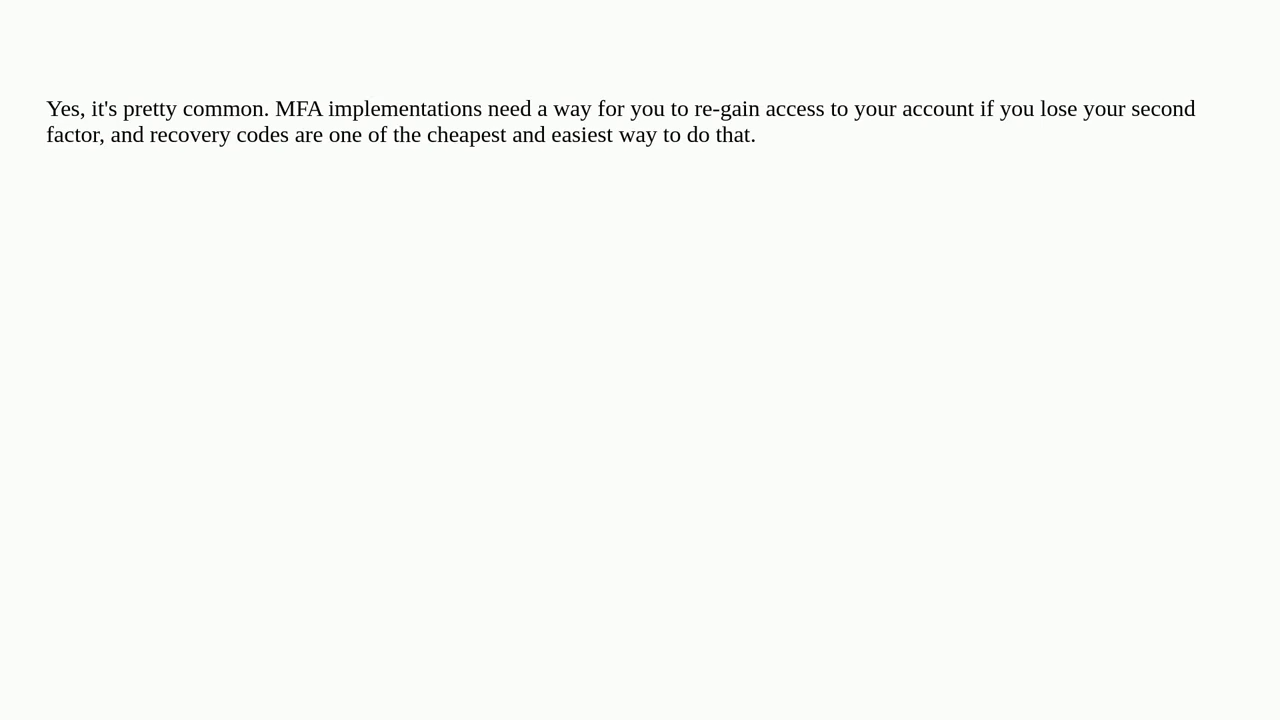 Yes, it's pretty common. MFA implementations need a way for you to re-gain access to your account if you lose your second
factor, and recovery codes are one of the cheapest and easiest way to do that.